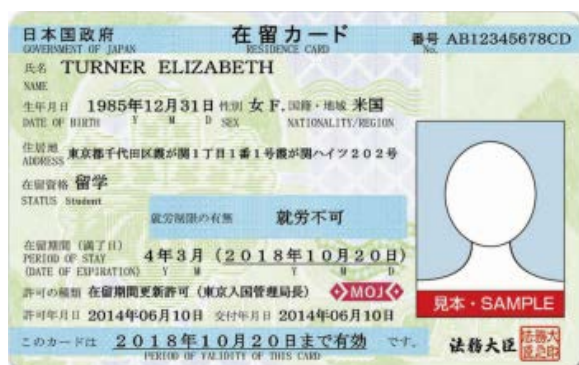 日本国政府 在留カード 番号 AB12345678CD
GOVERNMENT OF JAPAN RESIDENCE CARD No.
氏名 TURNER ELIZABETH
NAME
生年月日 1985年12月31日 性別 女 F. 国籍・地域 米国
DATE OF BIRTH Y M D SEX NATIONALITY/REGION
住居地 東京都千代田区霞が関1丁目1番1号霞が関ハイツ202号
ADDRESS
在留資格 留学
STATUS Student
就労制限の有無 就労不可
在留期間 (満了日) 4年3月 (2018年10月20日)
PERIOD OF STAY
(DATE OF EXPIRATION) Y M Y M D
許可の種類 在留期間更新許可 (東京入国管理局長) MOJ
見本・SAMPLE
許可年月日 2014年06月10日 交付年月日 2014年06月10日
このカードは 2018年10月20日まで有効 です。
PERIOD OF VALIDITY OF THIS CARD
法務大臣